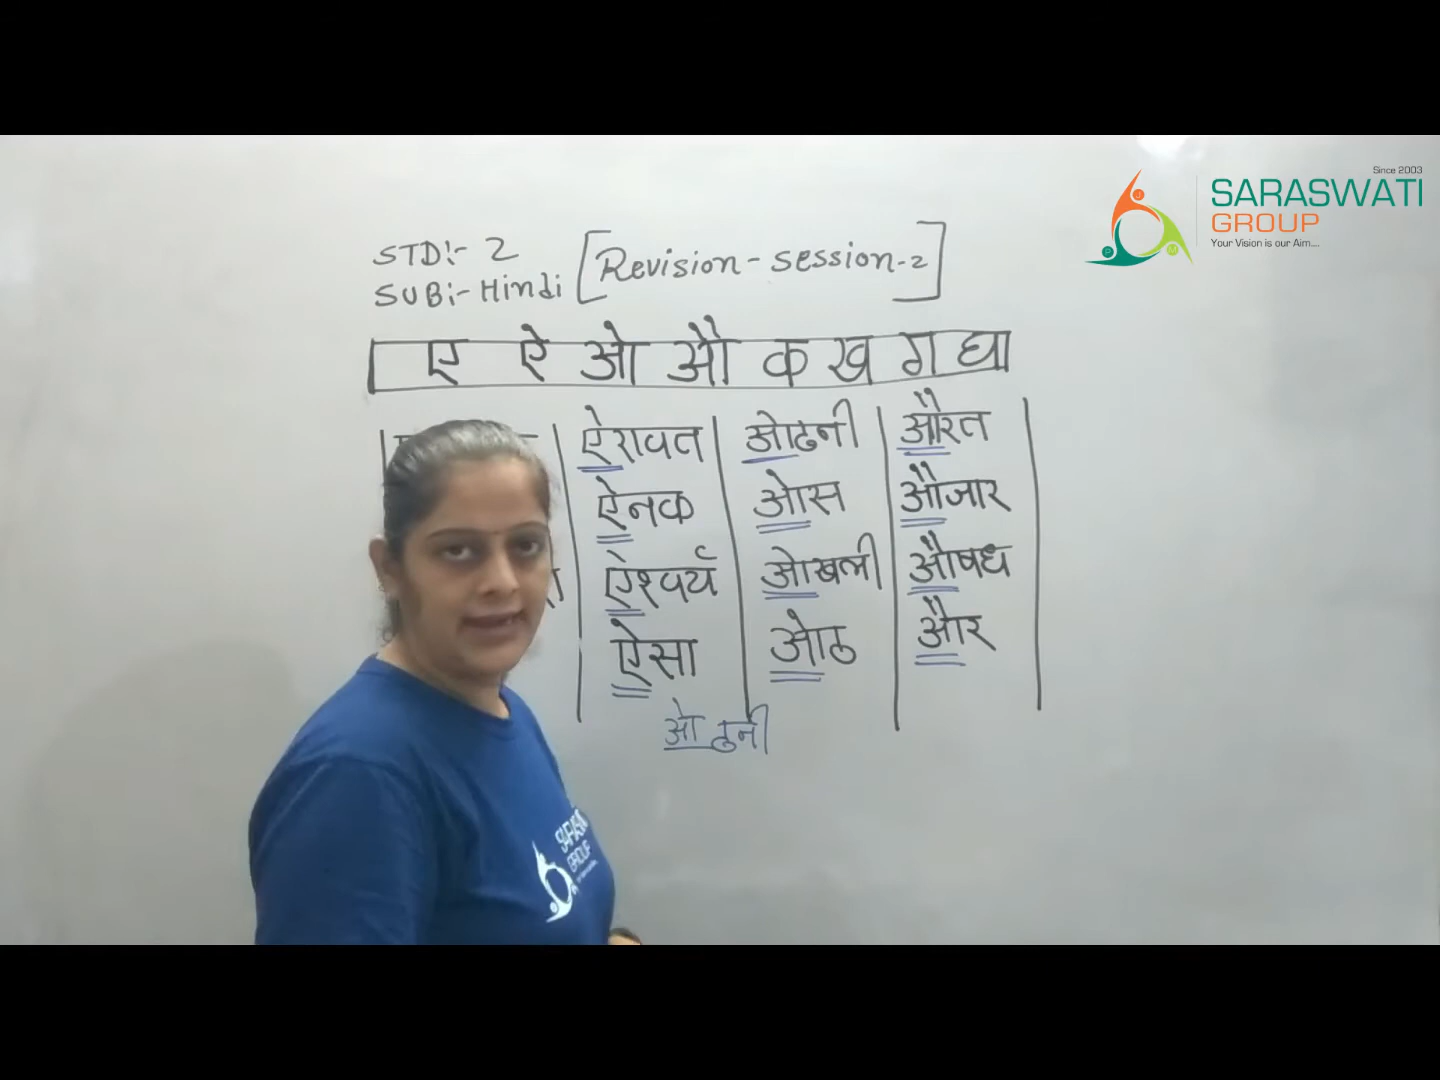 Since 2003
SARASWATI
GROUP
Your Vision is our Aim....
STD:- 2
SUB:- Hindi
[Revision - session - 2]
ए ऐ ओ औ क ख ग घ
ऐरावत ओढनी औरत
ऐनक ओस औजार
ऐश्वर्य ओखली औषध
ऐसा ओठ और
ओढनी
GROUP